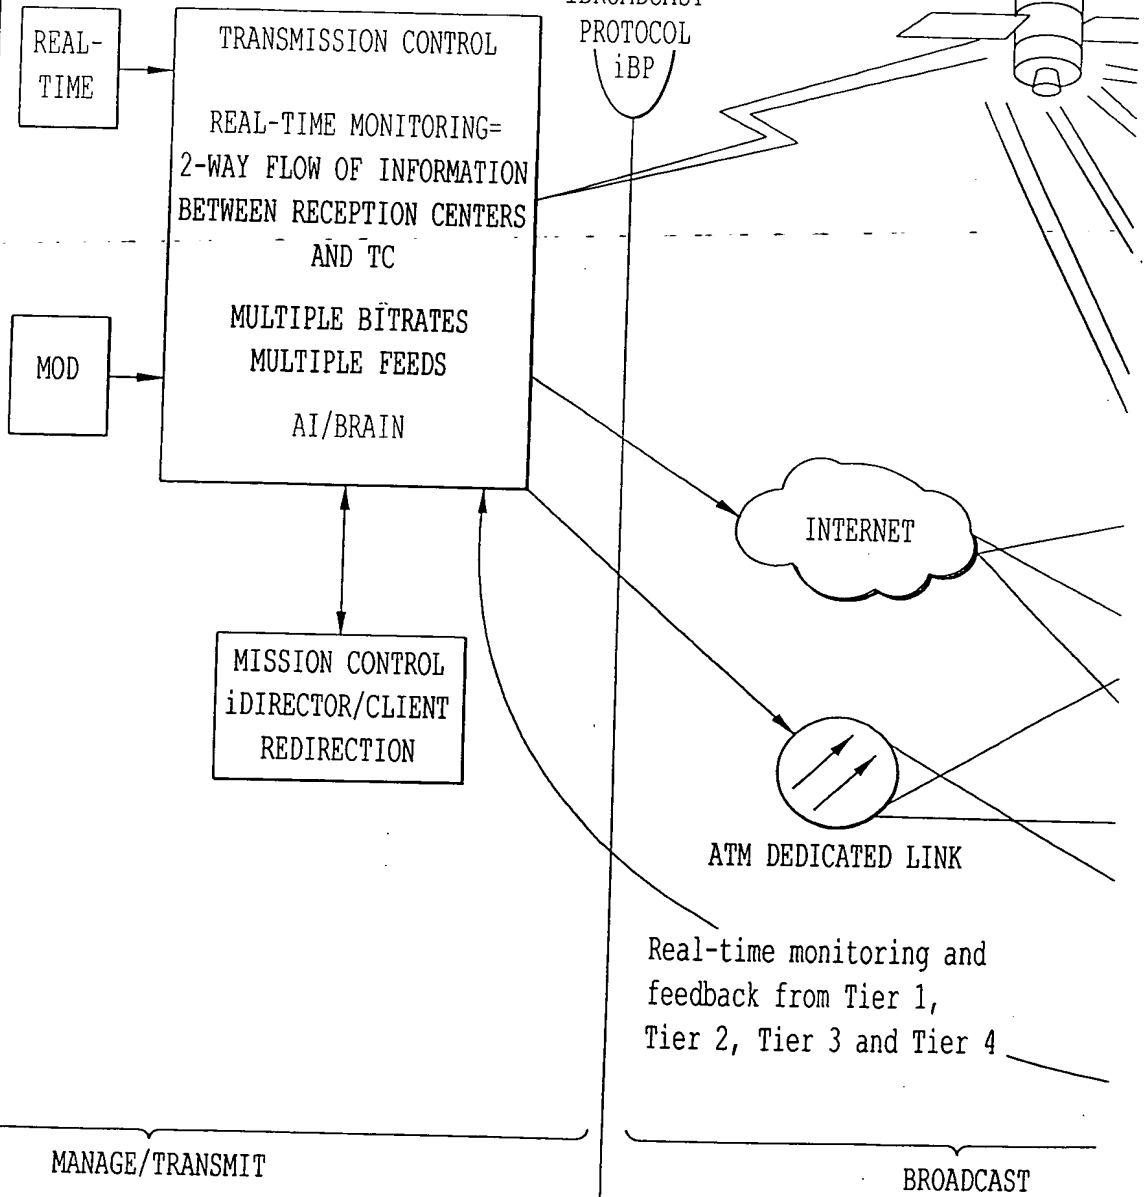 REAL-
TIME
TRANSMISSION CONTROL
REAL-TIME MONITORING=
2-WAY FLOW OF INFORMATION
BETWEEN RECEPTION CENTERS
AND TC
MULTIPLE BITRATES
MULTIPLE FEEDS
AI/BRAIN
PROTOCOL
iBP
MOD
INTERNET
MISSION CONTROL
iDIRECTOR/CLIENT
REDIRECTION
ATM DEDICATED LINK
Real-time monitoring and
feedback from Tier 1,
Tier 2, Tier 3 and Tier 4
MANAGE/TRANSMIT
BROADCAST